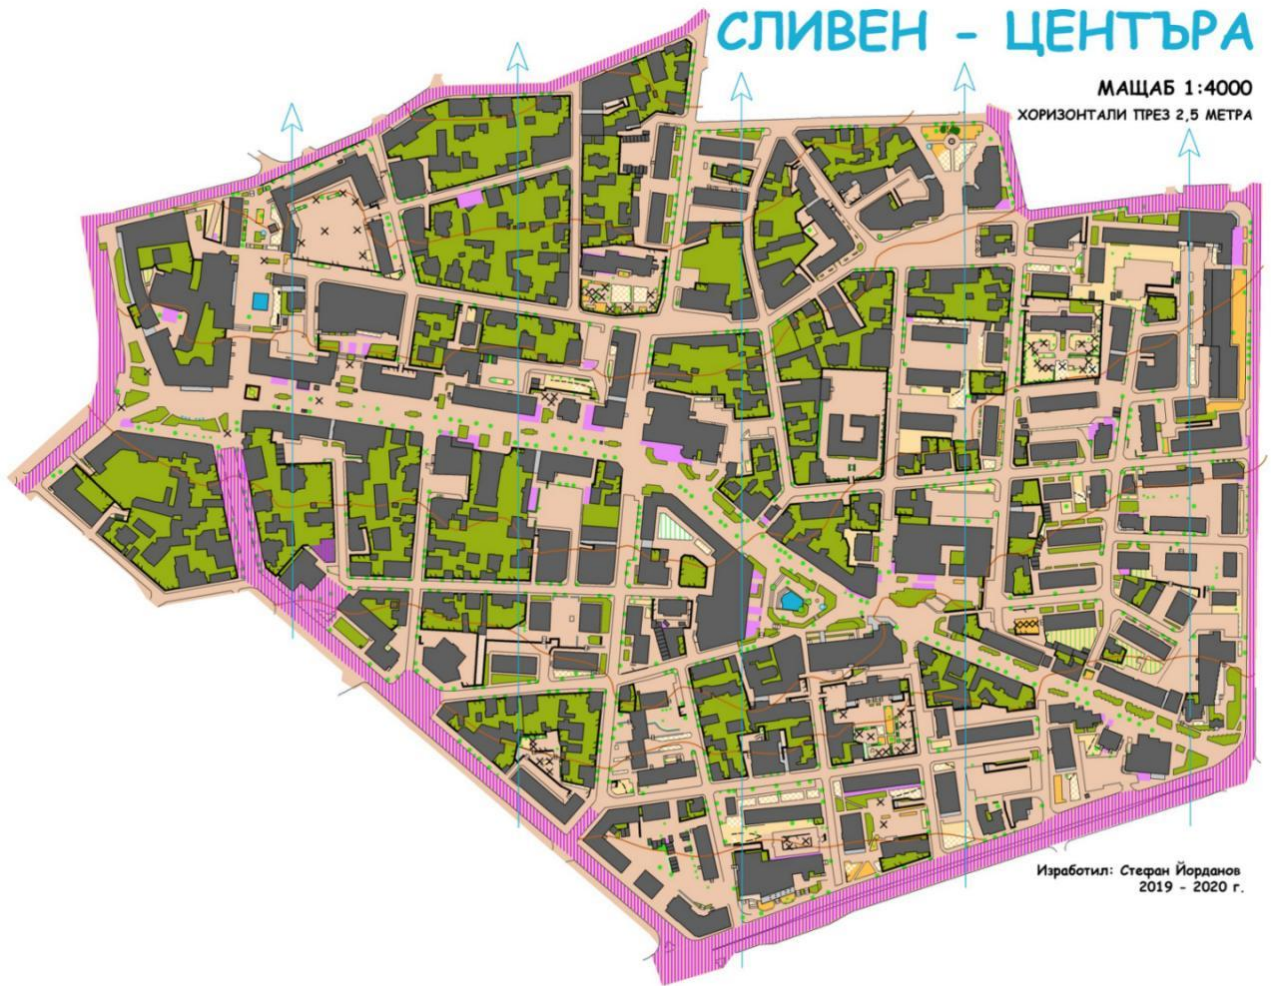 СЛИВЕН - ЦЕНТЪРА
МАЩАБ 1:4000
ХОРИЗОНТАЛИ ПРЕЗ 2,5 МЕТРА
Изработил: Стефан Йорданов
2019 - 2020 г.